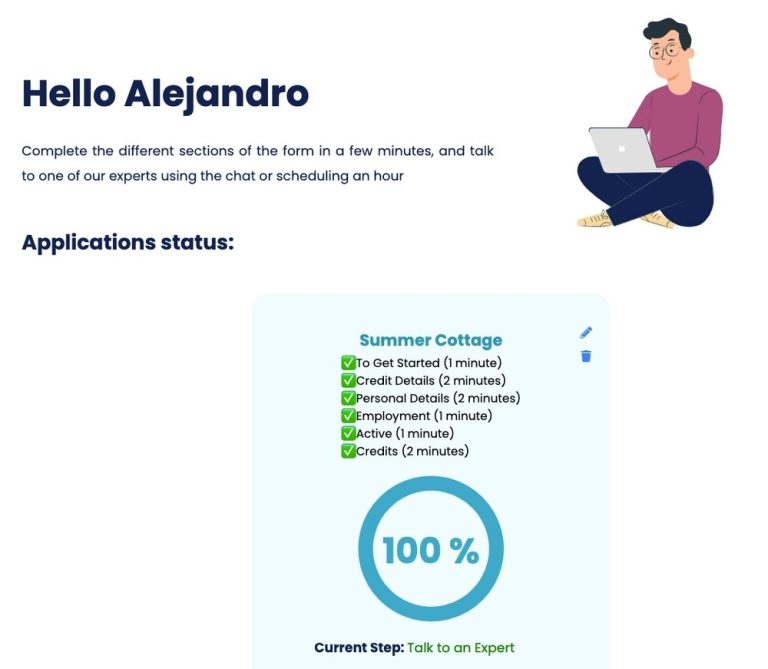 Hello Alejandro
Complete the different sections of the form in a few minutes, and talk
to one of our experts using the chat or scheduling an hour
Applications status:
Summer Cottage
✅To Get Started (1 minute)
✅Credit Details (2 minutes)
✅Personal Details (2 minutes)
✅Employment (1 minute)
✅Active (1 minute)
✅Credits (2 minutes)
100 %
Current Step: Talk to an Expert